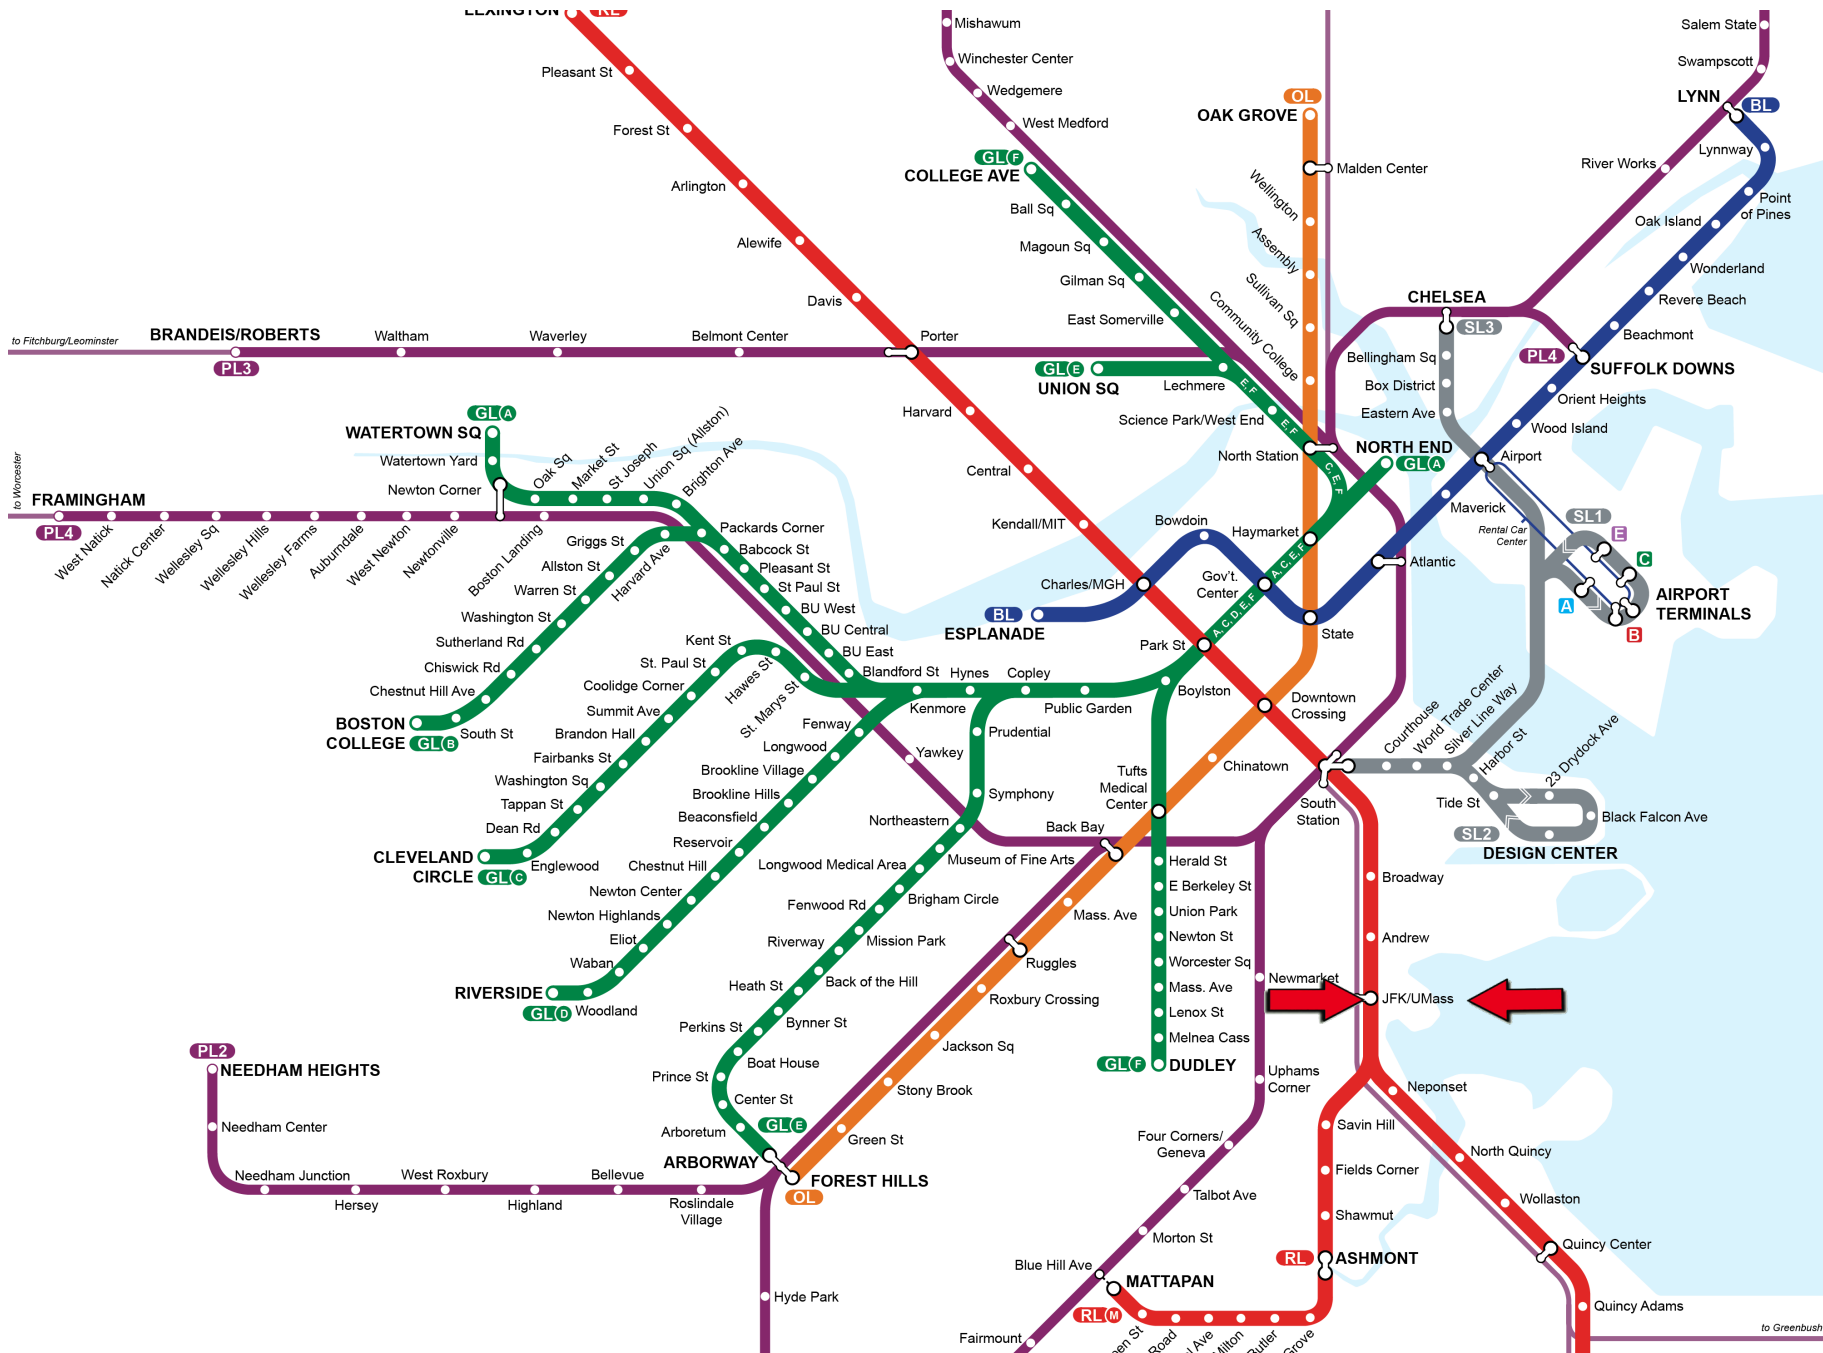 LEXINGTON
RL
Pleasant St
Forest St
Arlington
Alewife
Davis
Porter
Harvard
Central
Kendall/MIT
Charles/MGH
Park St
Downtown
Crossing
South
Station
Broadway
Andrew
JFK/UMass
Neponset
North Quincy
Wollaston
Quincy Center
Quincy Adams
to Greenbush
Savin Hill
Fields Corner
Shawmut
RL
ASHMONT
MATTAPAN
RL M
Mishawum
Winchester Center
Wedgemere
West Medford
GL F
COLLEGE AVE
Ball Sq
Magoun Sq
Gilman Sq
East Somerville
GL E
UNION SQ
Lechmere
E, F
Science Park/West End
E, F
North Station
C, E, F
NORTH END
GL A
Haymarket
A, C, E, F
Gov't.
Center
A, C, D, E, F
Boylston
OL
OAK GROVE
Malden Center
Wellington
Assembly
Sullivan Sq
Community College
State
Chinatown
Tufts
Medical
Center
Back Bay
Mass. Ave
Ruggles
Roxbury Crossing
Jackson Sq
Stony Brook
Green St
FOREST HILLS
OL
Salem State
Swampscott
LYNN
BL
Lynnway
River Works
Point
of Pines
Oak Island
Wonderland
Revere Beach
Beachmont
CHELSEA
SL3
PL4
SUFFOLK DOWNS
Bellingham Sq
Box District
Eastern Ave
Orient Heights
Wood Island
Airport
Maverick
Rental Car
Center
SL1
E
C
A
B
AIRPORT
TERMINALS
Atlantic
Bowdoin
BL
ESPLANADE
Courthouse
World Trade Center
Silver Line Way
Harbor St
Tide St
23 Drydock Ave
Black Falcon Ave
SL2
DESIGN CENTER
to Fitchburg/Leominster
BRANDEIS/ROBERTS
PL3
Waltham
Waverley
Belmont Center
to Worcester
FRAMINGHAM
PL4
West Natick
Natick Center
Wellesley Sq
Wellesley Hills
Wellesley Farms
Auburndale
West Newton
Newtonville
Boston Landing
GL A
WATERTOWN SQ
Watertown Yard
Newton Corner
Oak Sq
Market St
St Joseph
Union Sq (Allston)
Brighton Ave
Packards Corner
Babcock St
Pleasant St
St Paul St
BU West
BU Central
BU East
Blandford St
Kenmore
Hynes
Copley
Public Garden
Griggs St
Harvard Ave
Allston St
Warren St
Washington St
Sutherland Rd
Chiswick Rd
Chestnut Hill Ave
South St
BOSTON
COLLEGE GL B
Kent St
Hawes St
St. Marys St
St. Paul St
Coolidge Corner
Summit Ave
Brandon Hall
Fairbanks St
Washington Sq
Tappan St
Dean Rd
Englewood
CLEVELAND
CIRCLE GL C
Fenway
Longwood
Brookline Village
Brookline Hills
Beaconsfield
Reservoir
Chestnut Hill
Newton Center
Newton Highlands
Eliot
Waban
Woodland
RIVERSIDE
GL D
Yawkey
Prudential
Symphony
Northeastern
Museum of Fine Arts
Longwood Medical Area
Brigham Circle
Fenwood Rd
Mission Park
Riverway
Back of the Hill
Heath St
Bynner St
Perkins St
Boat House
Prince St
Center St
Arboretum
GL E
ARBORWAY
Herald St
E Berkeley St
Union Park
Newton St
Worcester Sq
Mass. Ave
Lenox St
Melnea Cass
GL F
DUDLEY
Newmarket
Uphams
Corner
Four Corners/
Geneva
Talbot Ave
Morton St
Blue Hill Ave
Fairmount
PL2
NEEDHAM HEIGHTS
Needham Center
Needham Junction
Hersey
West Roxbury
Highland
Bellevue
Roslindale
Village
Hyde Park
Road
Milton
Grove